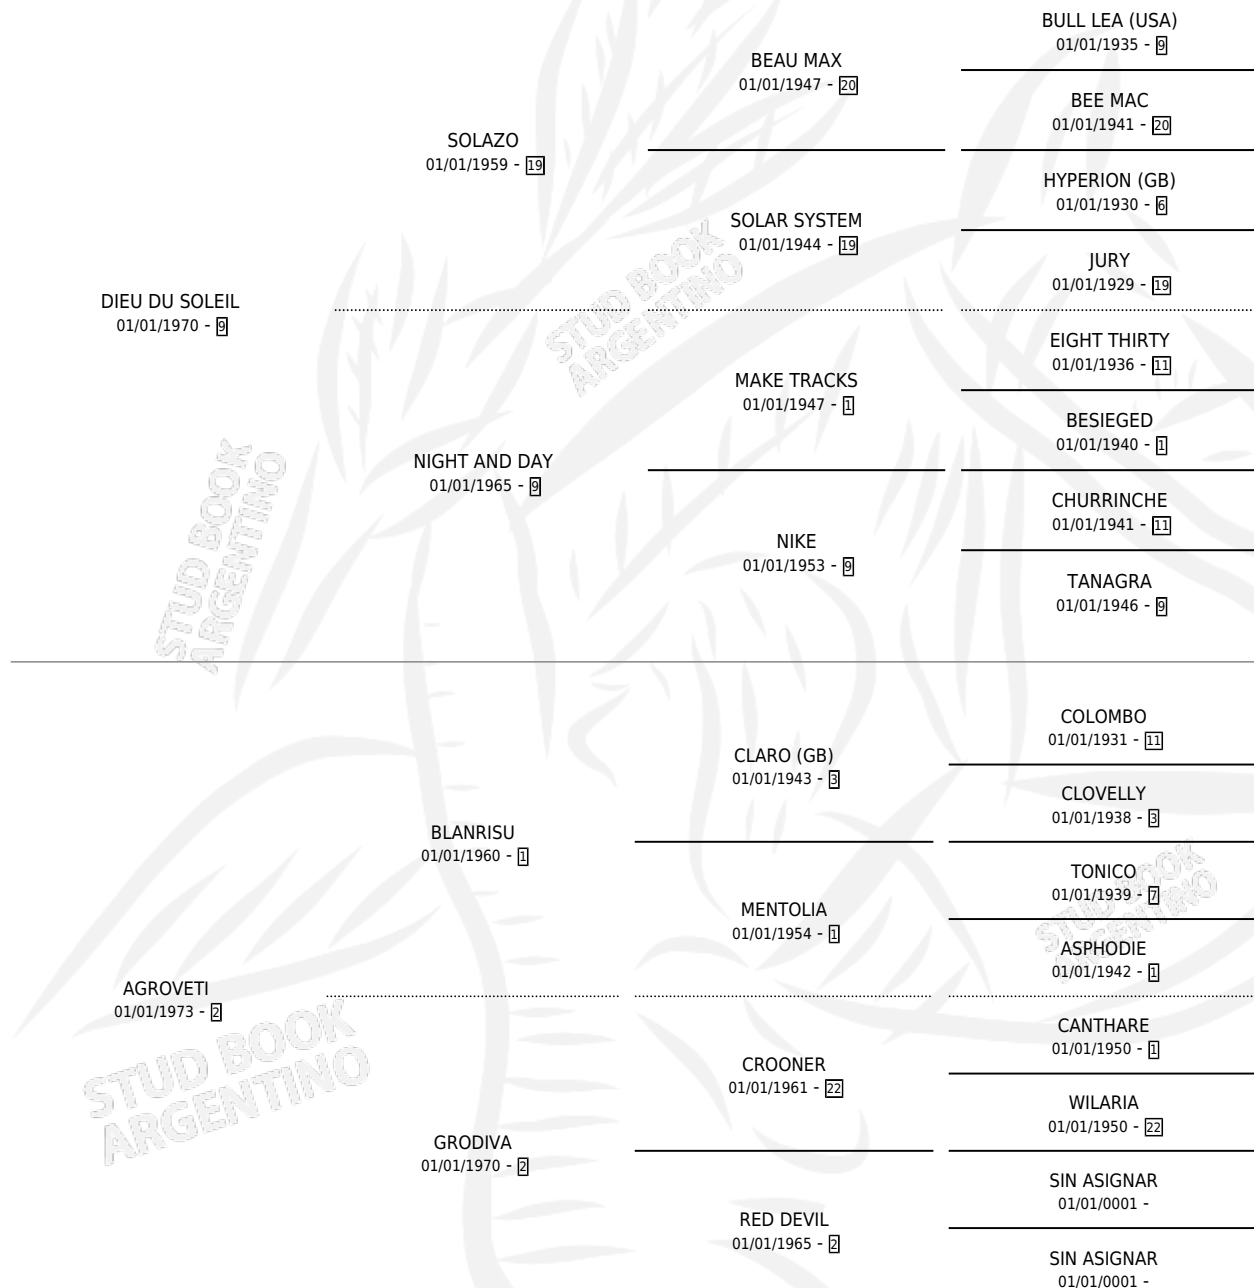 BULL LEA (USA)
01/01/1935 - 9
BEAU MAX
01/01/1947 - 20
BEE MAC
01/01/1941 - 20
SOLAZO
01/01/1959 - 19
HYPERION (GB)
01/01/1930 - 6
SOLAR SYSTEM
01/01/1944 - 19
JURY
01/01/1929 - 19
DIEU DU SOLEIL
01/01/1970 - 9
EIGHT THIRTY
01/01/1936 - 11
MAKE TRACKS
01/01/1947 - 1
BESIEGED
01/01/1940 - 1
NIGHT AND DAY
01/01/1965 - 9
CHURRINCHE
01/01/1941 - 11
NIKE
01/01/1953 - 9
TANAGRA
01/01/1946 - 9
COLOMBO
01/01/1931 - 11
CLARO (GB)
01/01/1943 - 3
CLOVELLY
01/01/1938 - 3
BLANRISU
01/01/1960 - 1
TONICO
01/01/1939 - 7
MENTOLIA
01/01/1954 - 1
ASPHODIE
01/01/1942 - 1
AGROVETI
01/01/1973 - 2
CANTHARE
01/01/1950 - 1
CROONER
01/01/1961 - 22
WILARIA
01/01/1950 - 22
GRODIVA
01/01/1970 - 2
SIN ASIGNAR
01/01/0001 -
RED DEVIL
01/01/1965 - 2
SIN ASIGNAR
01/01/0001 -
STUD BOOK
ARGENTINO
STUD BOOK
ARGENTINO
STUD BOOK
ARGENTINO
STUD BOOK
ARGENTINO